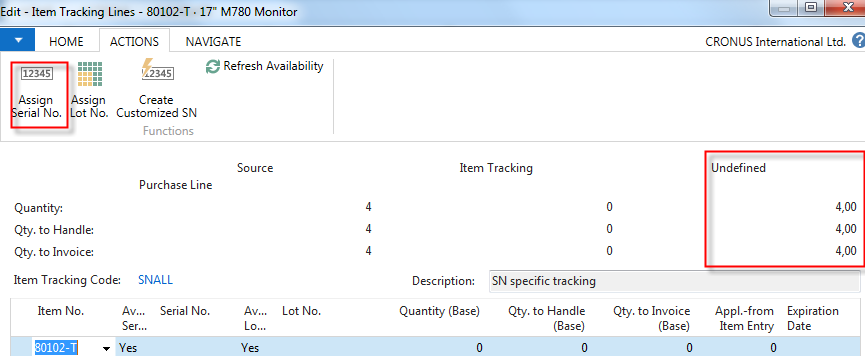 Edit - Item Tracking Lines - 80102-T · 17" M780 Monitor
HOME ACTIONS NAVIGATE CRONUS International Ltd. ?
12345 12345 Refresh Availability
Assign Assign Create
Serial No. Lot No. Customized SN
Functions
Source Item Tracking Undefined
Purchase Line
Quantity: 4 0 4,00
Qty. to Handle: 4 0 4,00
Qty. to Invoice: 4 0 4,00
Item Tracking Code: SNALL Description: SN specific tracking
Item No. Av... Serial No. Av... Lot No. Quantity (Base) Qty. to Handle Qty. to Invoice Appl.-from Expiration
Ser... Lo... (Base) (Base) Item Entry Date
80102-T Yes Yes 0 0 0 0